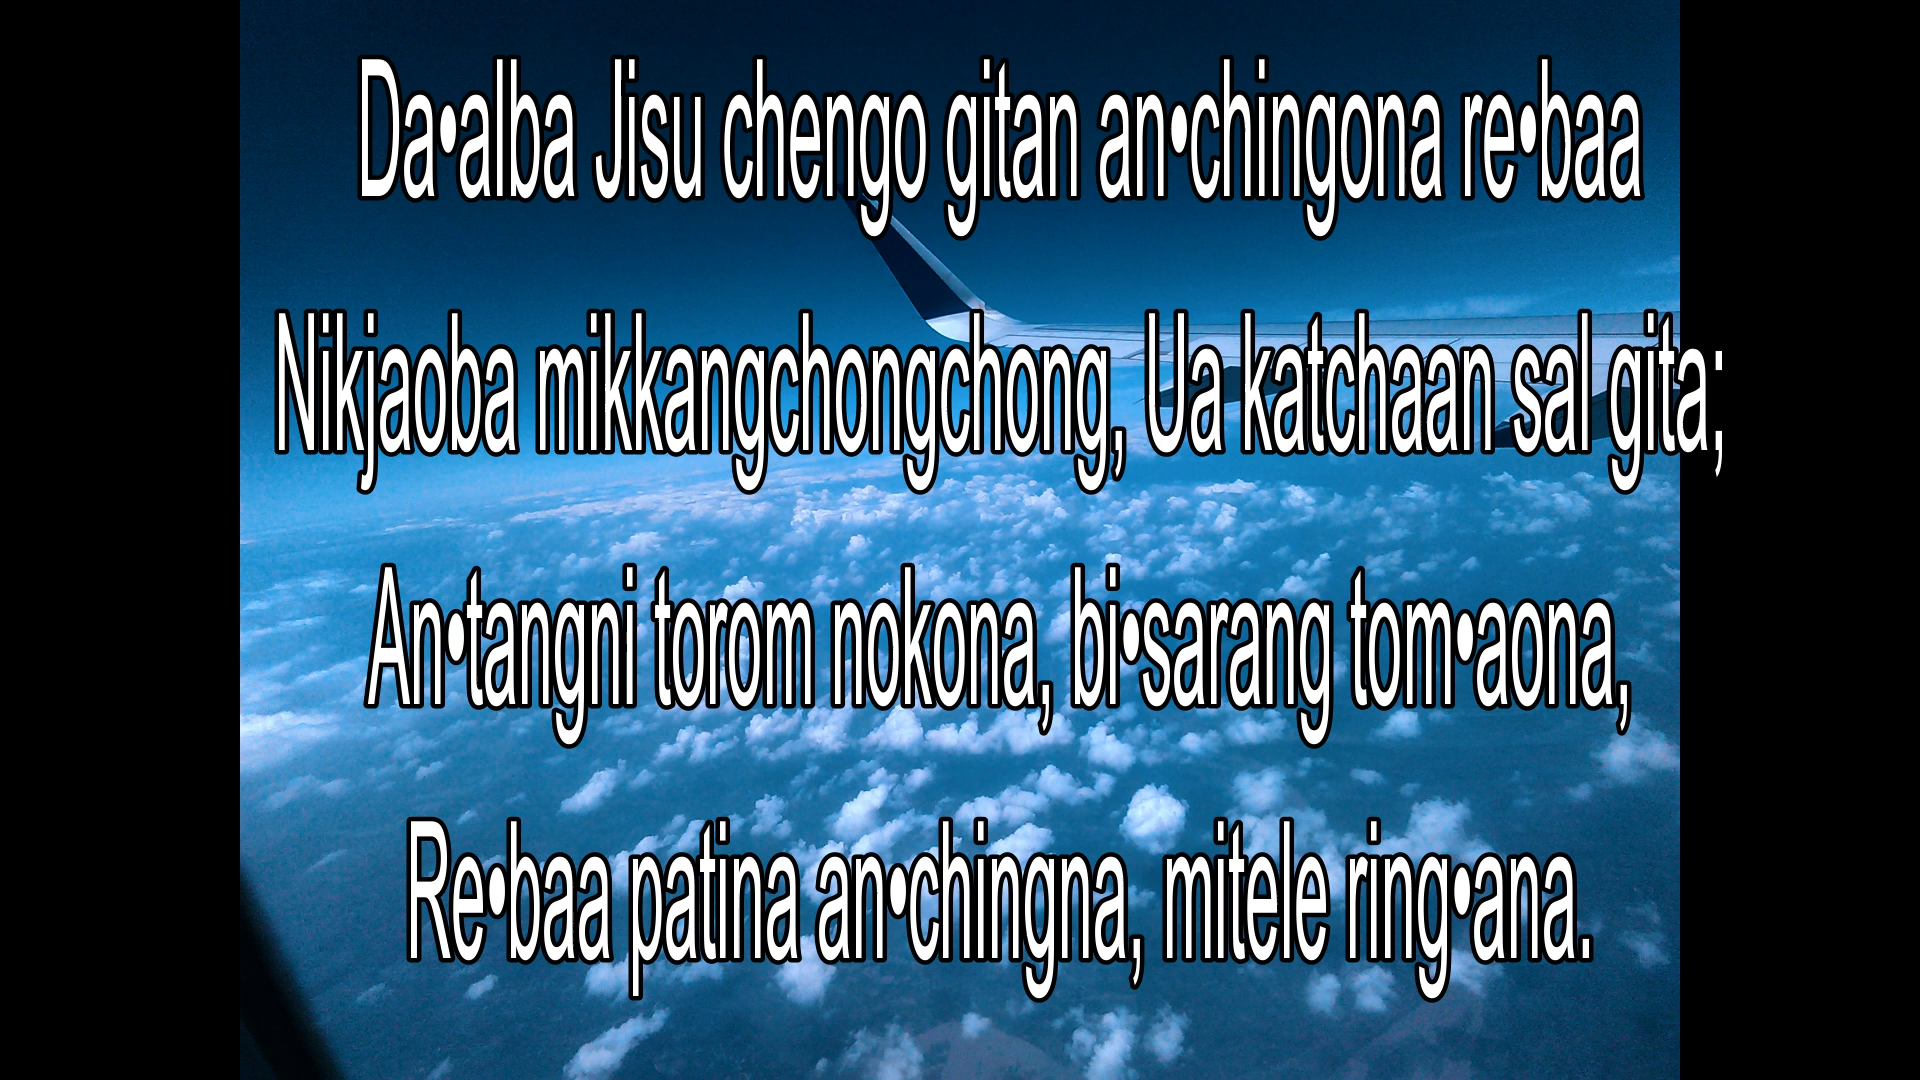 Da•alba Jisu chengo gitan an•chingona re•baa
Nikjaoba mikkangchongchong, Ua katchaan sal gita;
An•tangni torom nokona, bi•sarang tom•aona,
Re•baa patina an•chingna, mitele ring•ana.